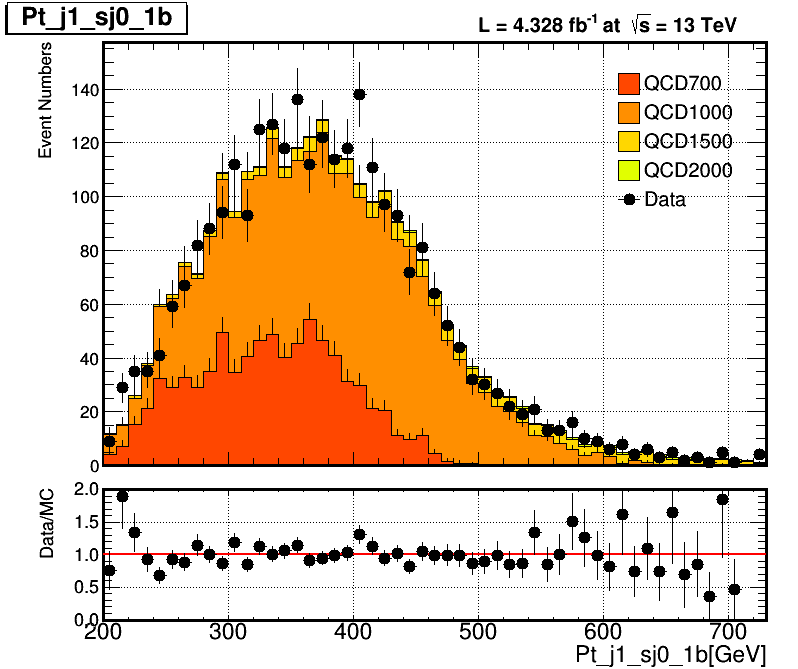 Pt_j1_sj0_1b
L = 4.328 fb⁻¹ at √s = 13 TeV
Event Numbers
140
120
100
80
60
40
20
0
QCD700
QCD1000
QCD1500
QCD2000
Data
Data/MC
2.0
1.5
1.0
0.5
0.0
200 300 400 500 600 700
Pt_j1_sj0_1b[GeV]